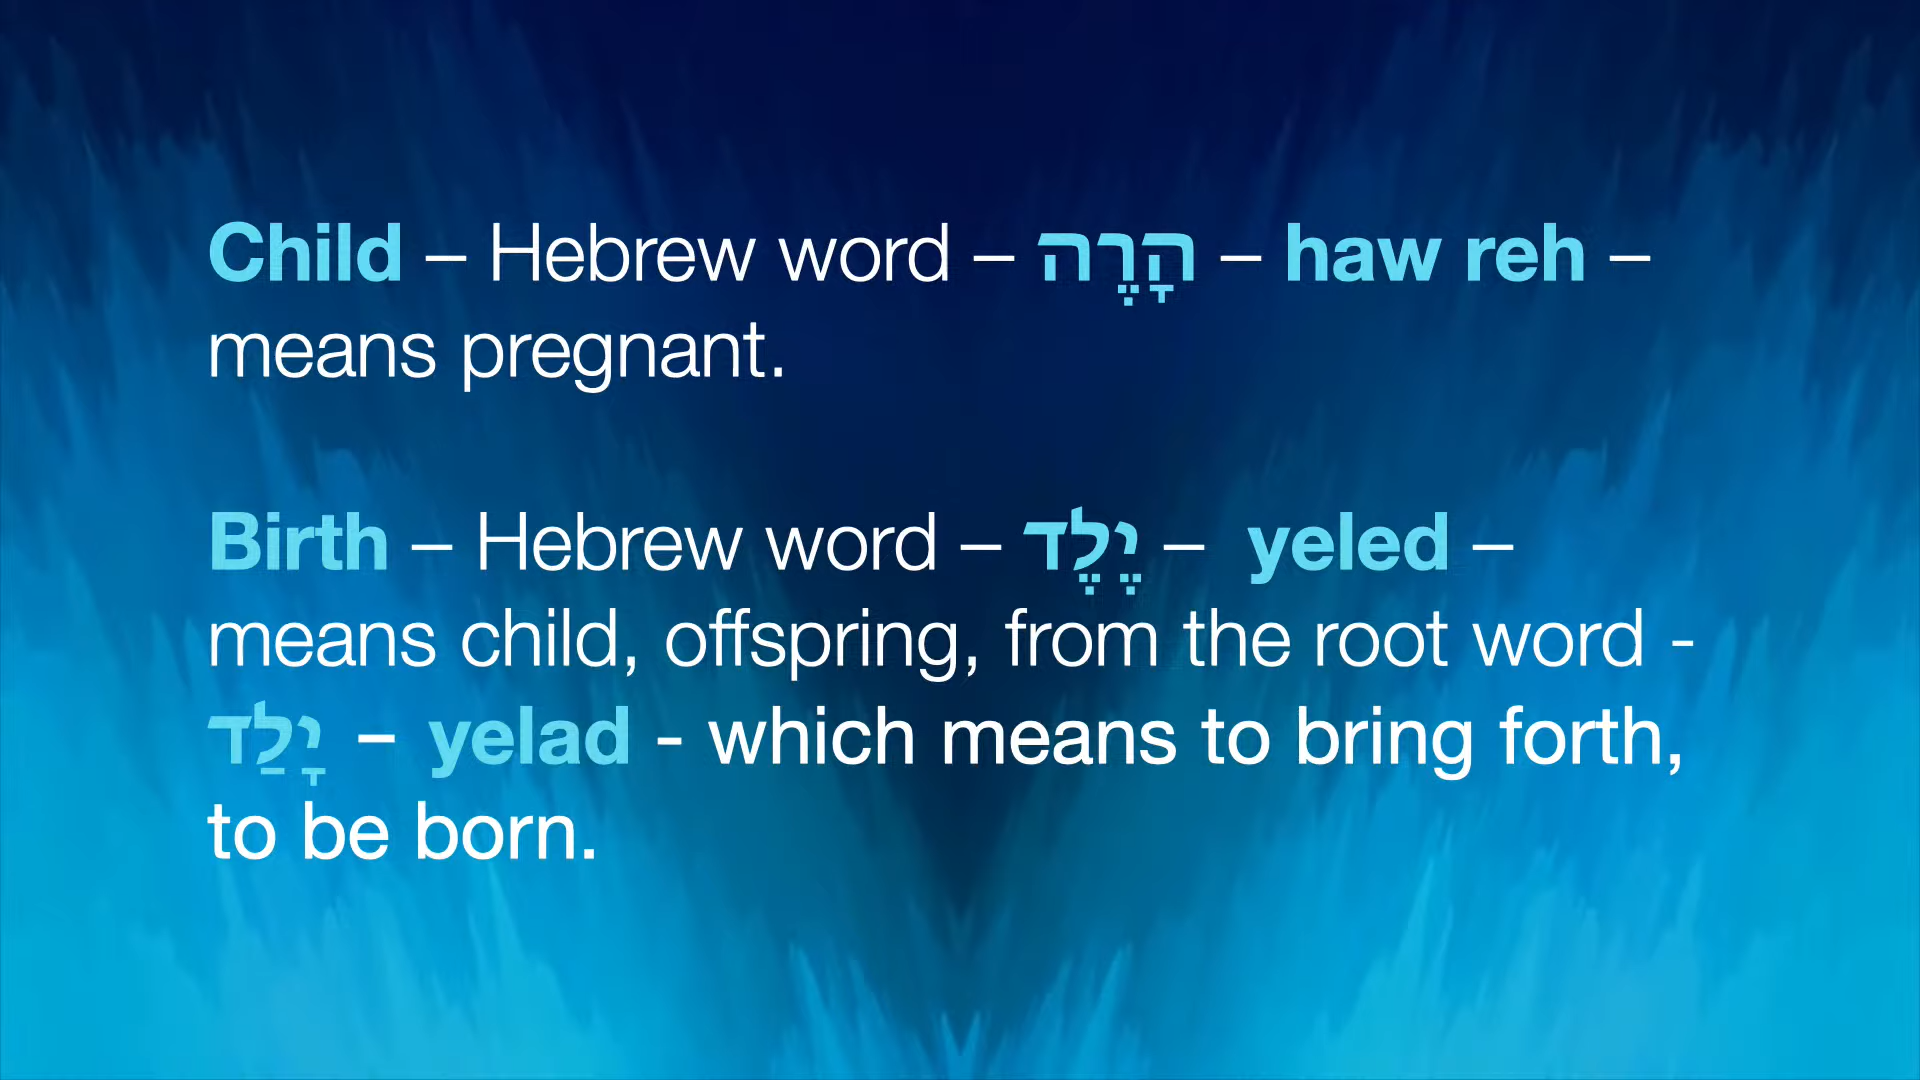 Child – Hebrew word – הָרֶה – haw reh –
means pregnant.
Birth – Hebrew word – יֶלֶד – yeled –
means child, offspring, from the root word -
יָלַד – yelad - which means to bring forth,
to be born.